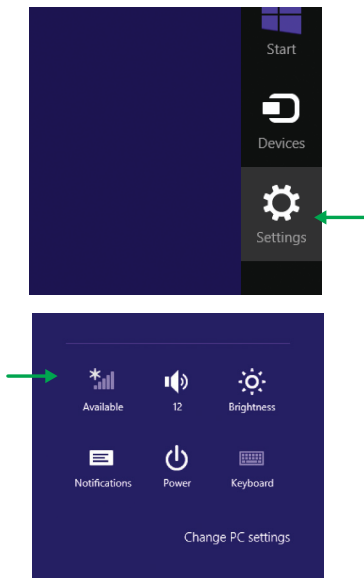 Start
Devices
Settings
Available 12 Brightness
Notifications Power Keyboard
Change PC settings